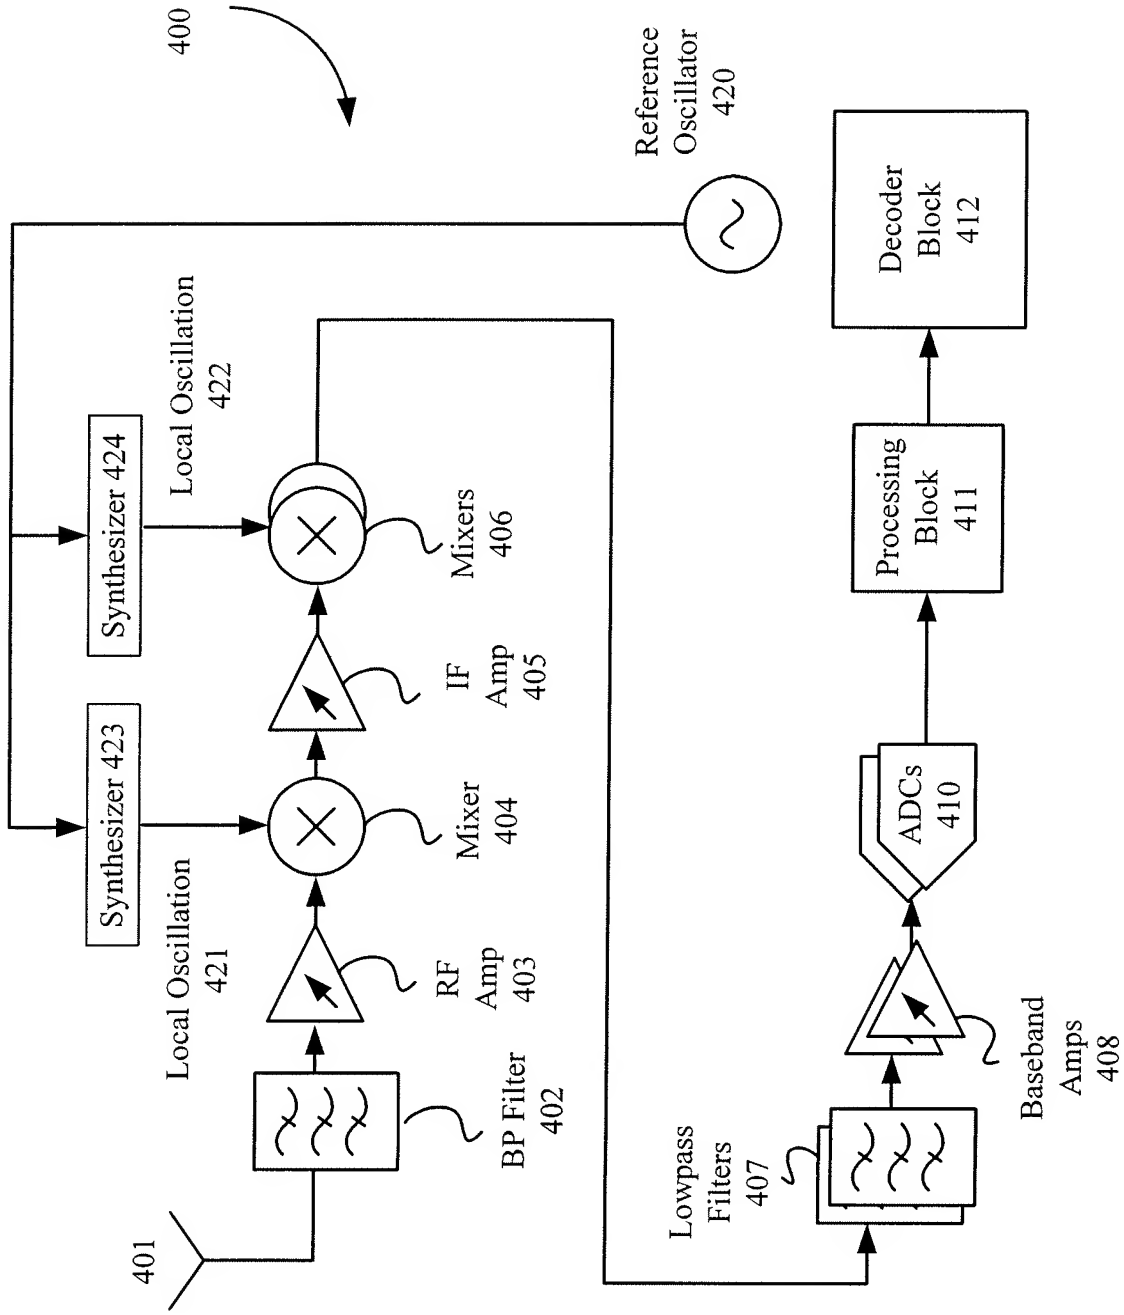 400
Reference
Oscillator
420
Synthesizer 423
Synthesizer 424
Local Oscillation
421
Local Oscillation
422
401
BP Filter
402
RF
Amp
403
Mixer
404
IF
Amp
405
Mixers
406
Lowpass
Filters
407
Baseband
Amps
408
ADCs
410
Processing
Block
411
Decoder
Block
412